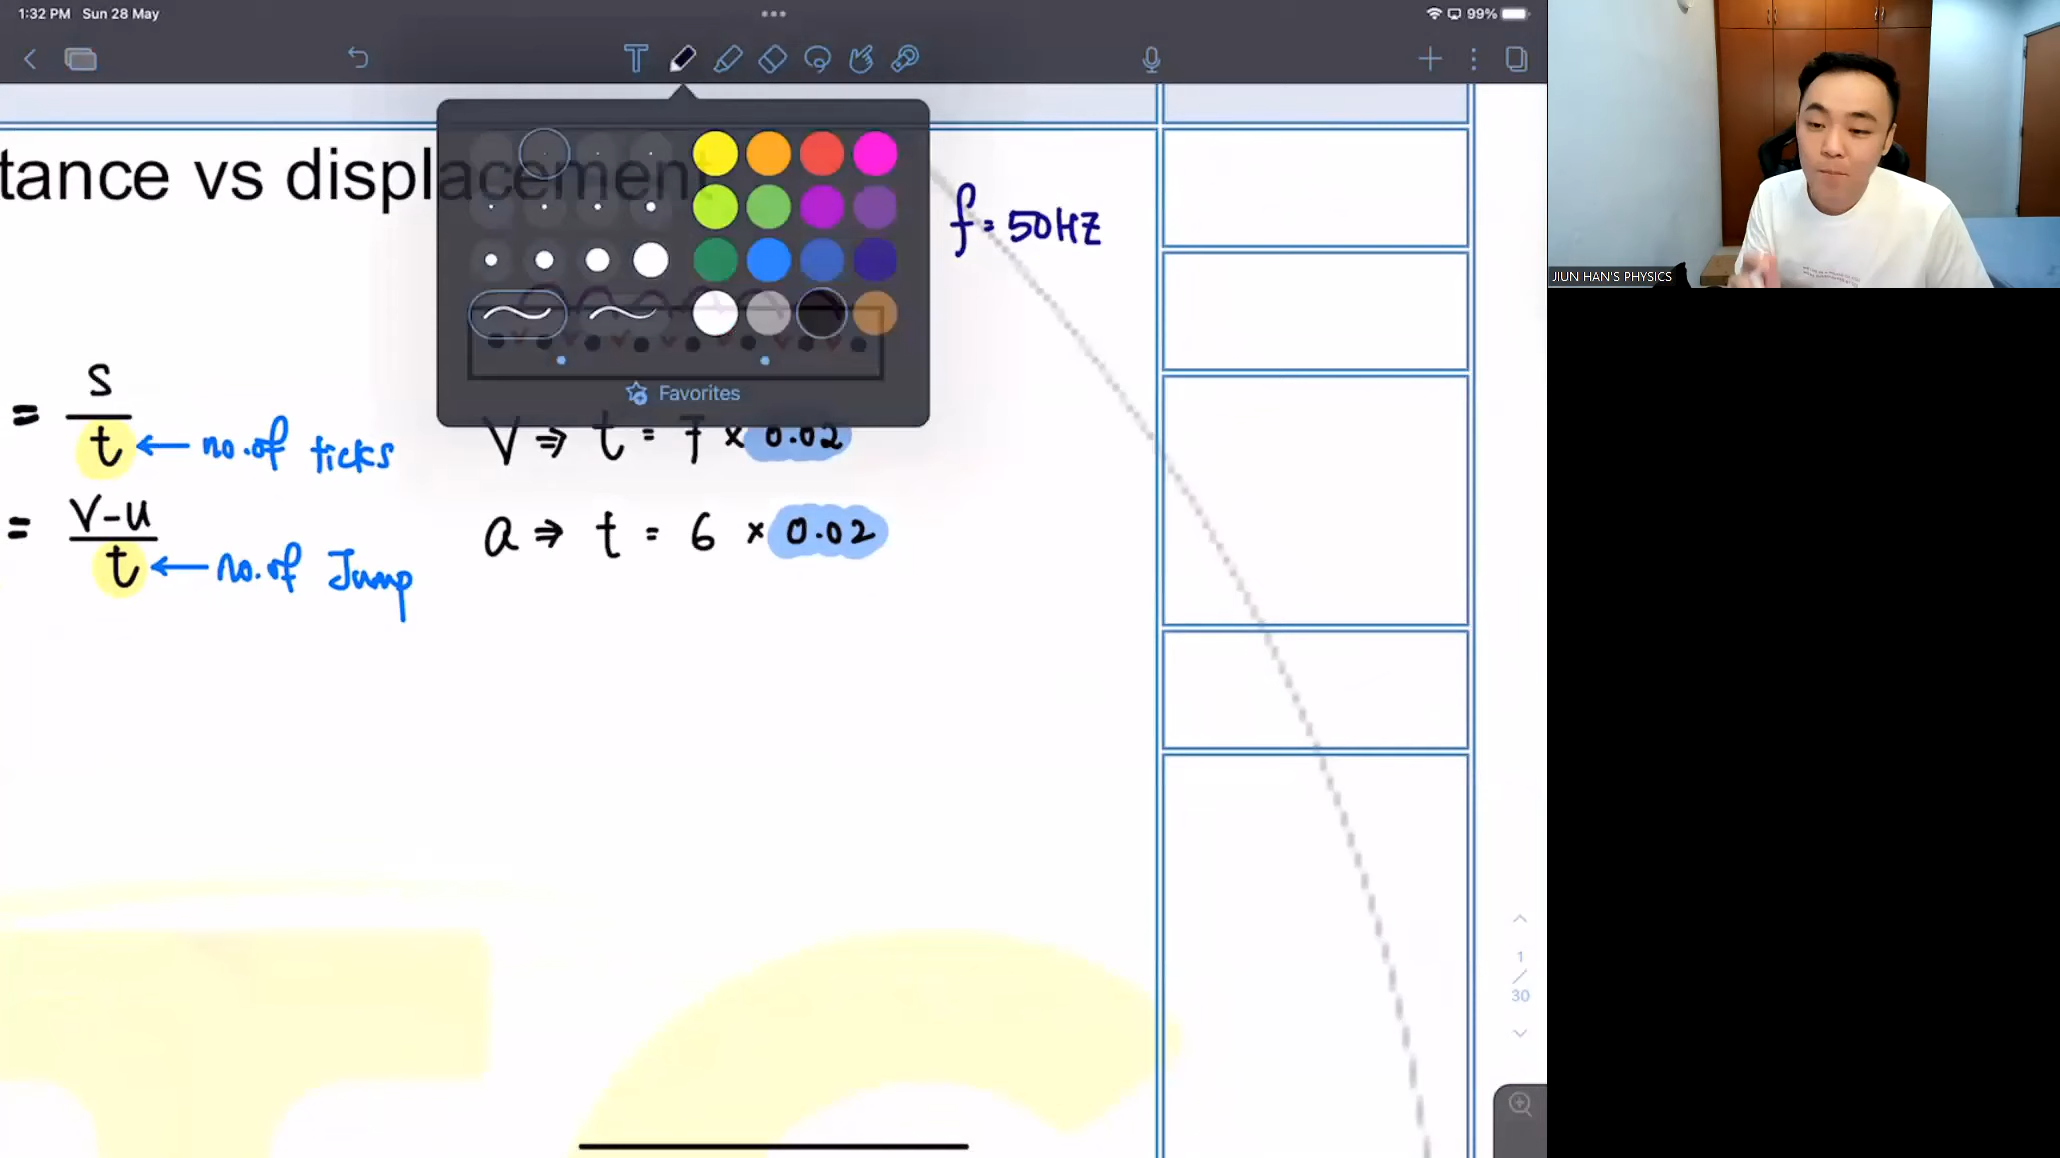 1:32 PM Sun 28 May
99%
tance vs displacement
f = 50HZ
Favorites
= s / t ← no.of ticks
V ⇒ t = 7 × 0.02
= v-u / t ← no.of Jump
a ⇒ t = 6 × 0.02
1
/
30
JIUN HAN'S PHYSICS